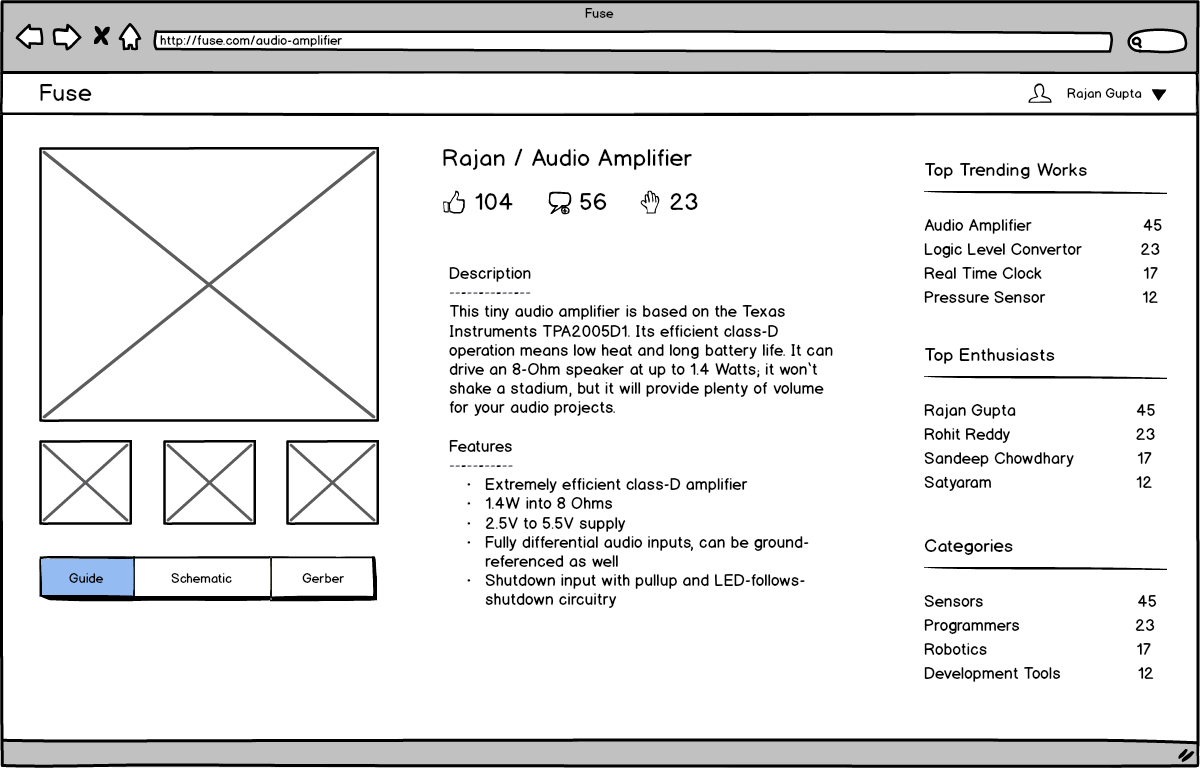 Fuse
http://fuse.com/audio-amplifier
Fuse
Rajan Gupta
Rajan / Audio Amplifier
104 56 23
Description
This tiny audio amplifier is based on the Texas
Instruments TPA2005D1. Its efficient class-D
operation means low heat and long battery life. It can
drive an 8-Ohm speaker at up to 1.4 Watts; it won`t
shake a stadium, but it will provide plenty of volume
for your audio projects.
Features
· Extremely efficient class-D amplifier
· 1.4W into 8 Ohms
· 2.5V to 5.5V supply
· Fully differential audio inputs, can be ground-
referenced as well
· Shutdown input with pullup and LED-follows-
shutdown circuitry
Guide Schematic Gerber
Top Trending Works
Audio Amplifier 45
Logic Level Convertor 23
Real Time Clock 17
Pressure Sensor 12
Top Enthusiasts
Rajan Gupta 45
Rohit Reddy 23
Sandeep Chowdhary 17
Satyaram 12
Categories
Sensors 45
Programmers 23
Robotics 17
Development Tools 12